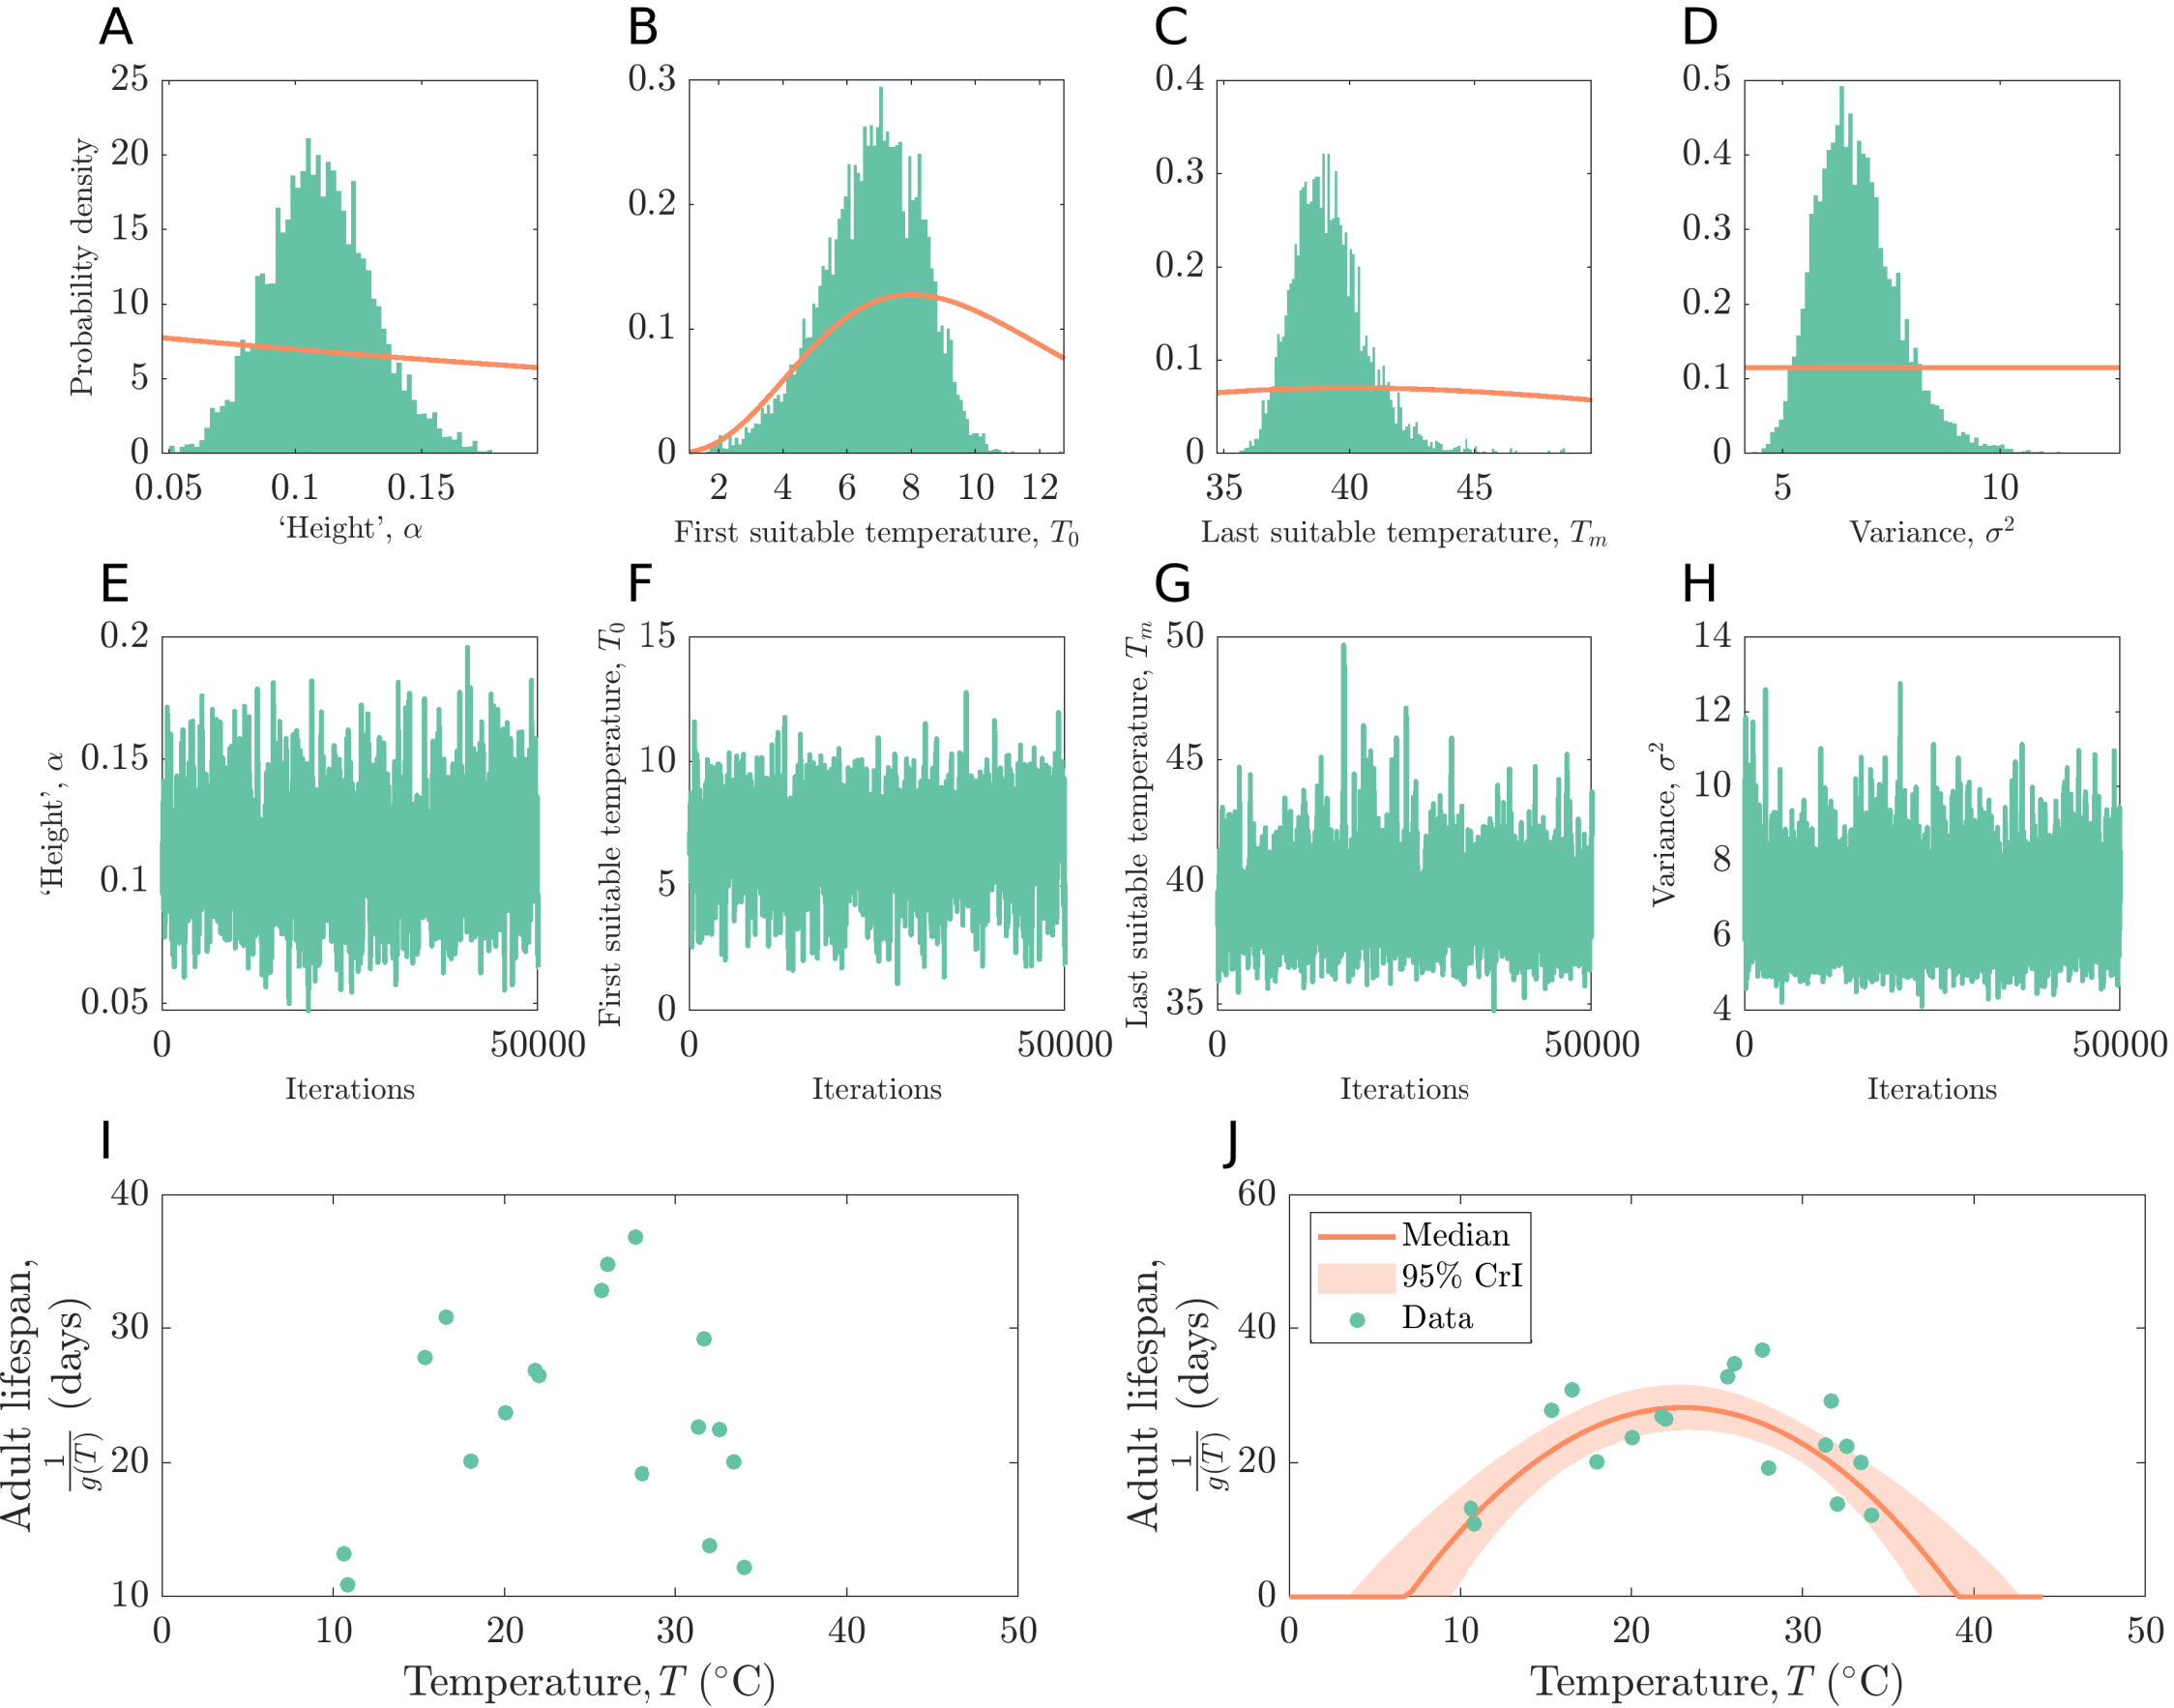 A
B
C
D
25
20
15
10
5
0
Probability density
0.05
0.1
0.15
‘Height’, α
0.3
0.2
0.1
0
2
4
6
8
10
12
First suitable temperature, T₀
0.4
0.3
0.2
0.1
0
35
40
45
Last suitable temperature, Tₘ
0.5
0.4
0.3
0.2
0.1
0
5
10
Variance, σ²
E
F
G
H
0.2
0.15
0.1
0.05
‘Height’, α
0
50000
Iterations
15
10
5
0
First suitable temperature, T₀
0
50000
Iterations
50
45
40
35
Last suitable temperature, Tₘ
0
50000
Iterations
14
12
10
8
6
4
Variance, σ²
0
50000
Iterations
I
J
40
30
20
10
Adult lifespan,
1/g(T) (days)
0
10
20
30
40
50
Temperature, T (°C)
60
40
20
0
Adult lifespan,
1/g(T) (days)
Median
95% CrI
Data
0
10
20
30
40
50
Temperature, T (°C)